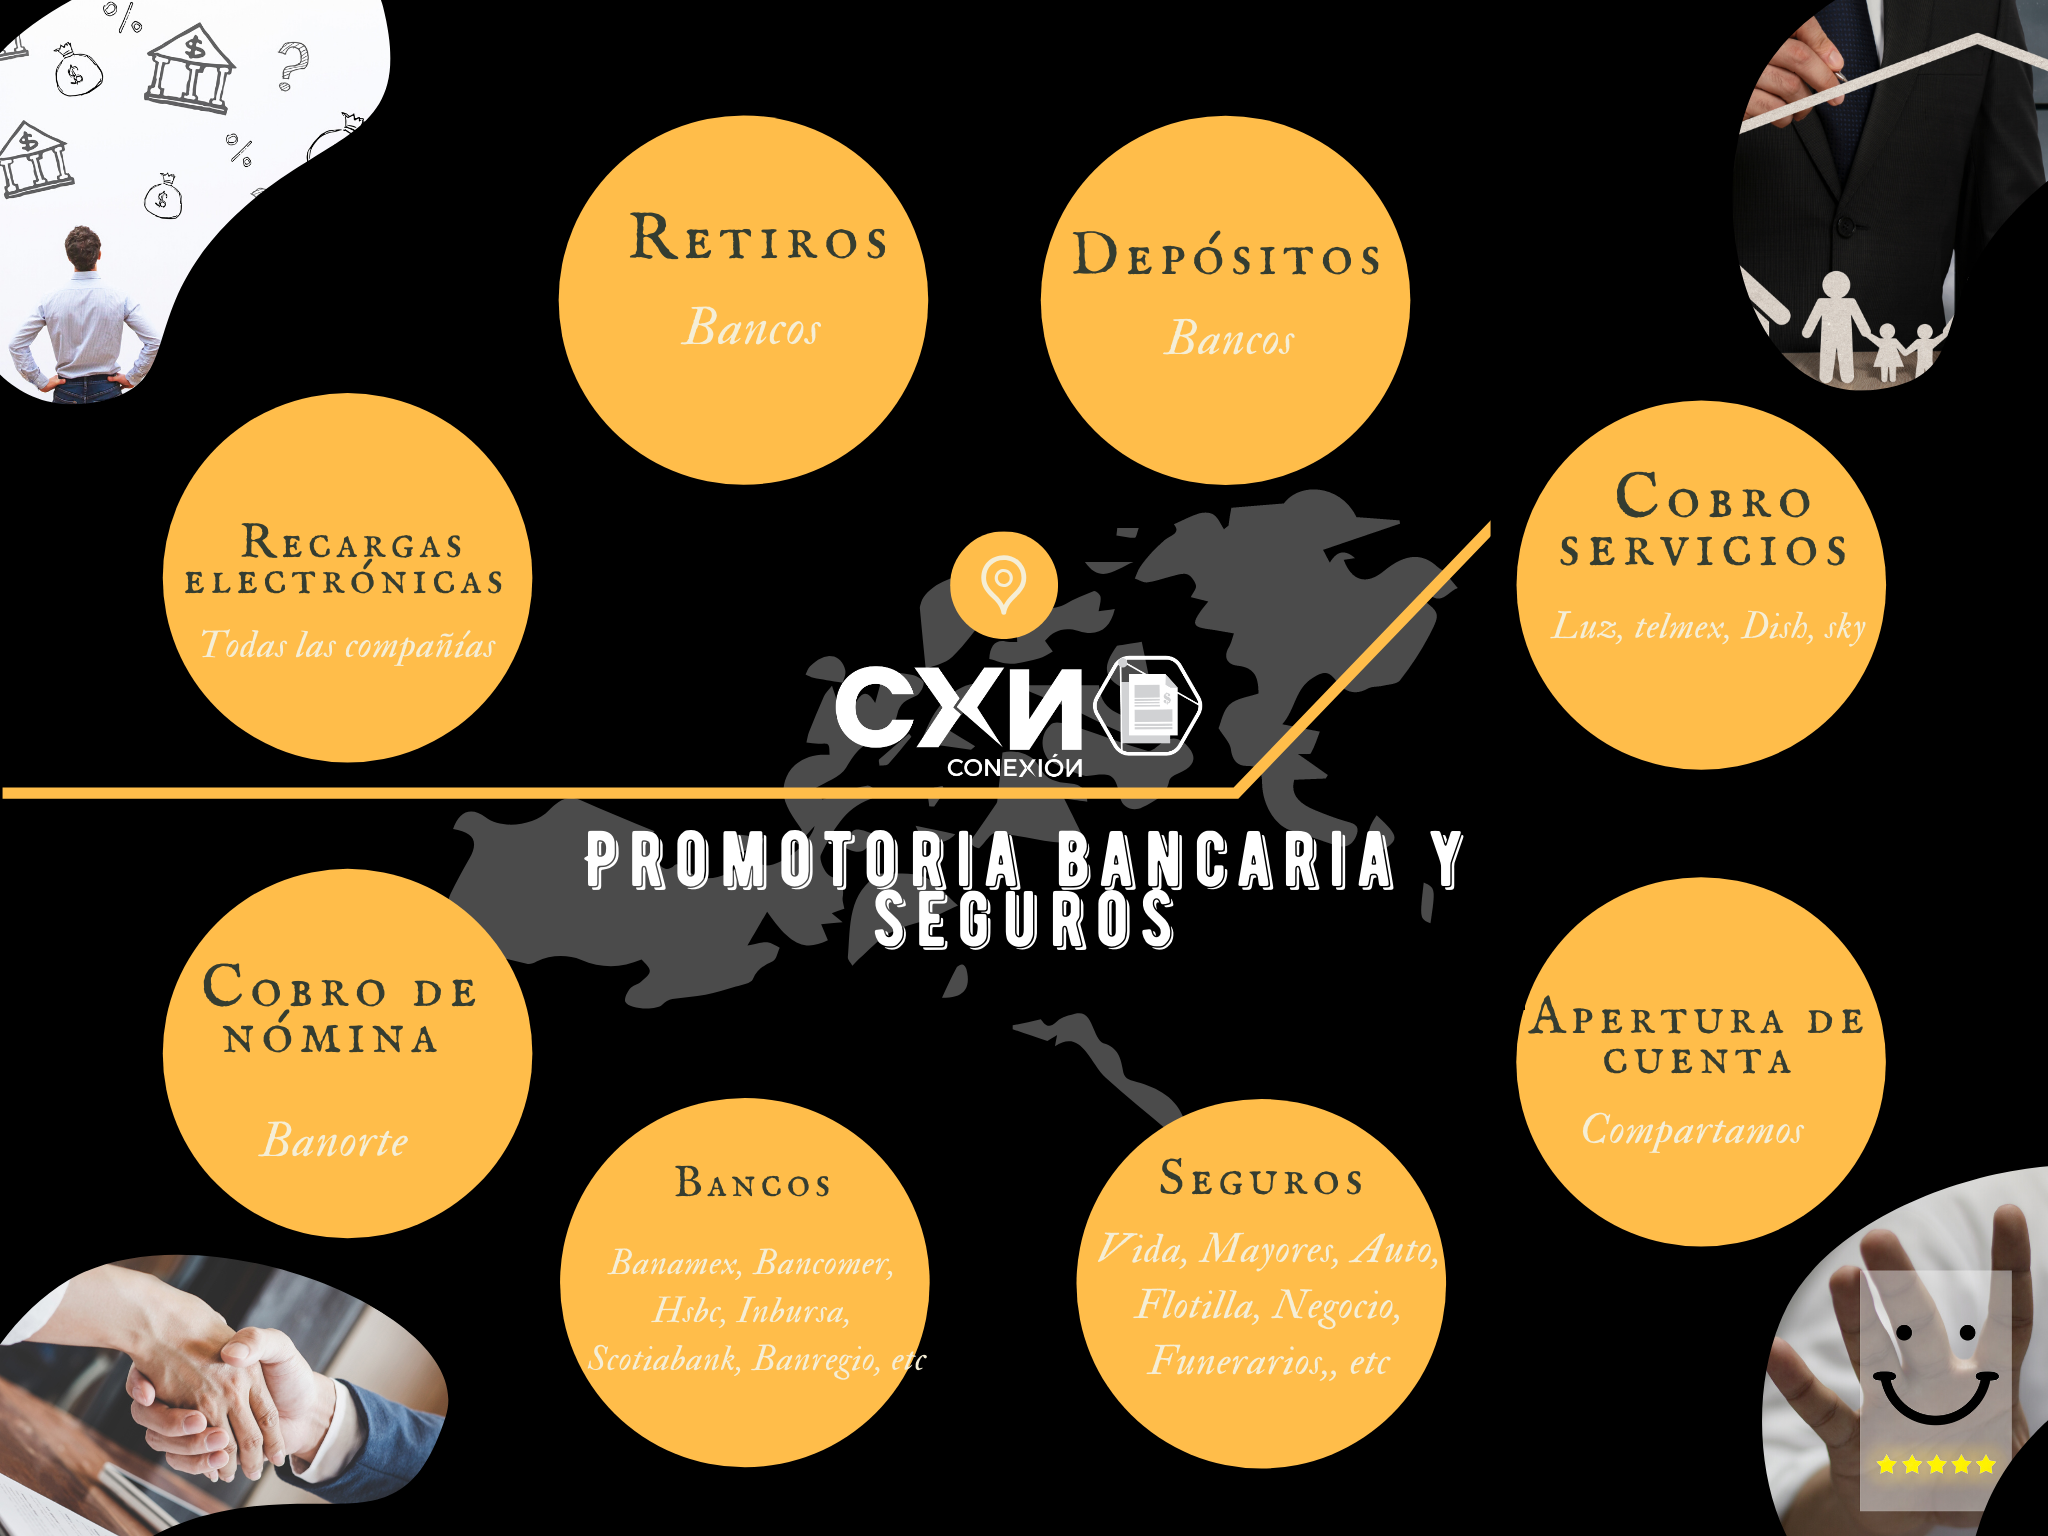 Retiros
Bancos
Depósitos
Bancos
Recargas
electrónicas
Todas las compañías
Cobro
servicios
Luz, telmex, Dish, sky
CXN
CONEXIÓN
Promotoria bancaria y
seguros
Cobro de
nómina
Banorte
Apertura de
cuenta
Compartamos
Bancos
Banamex, Bancomer,
Hsbc, Inbursa,
Scotiabank, Banregio, etc
Seguros
Vida, Mayores, Auto,
Flotilla, Negocio,
Funerarios,, etc